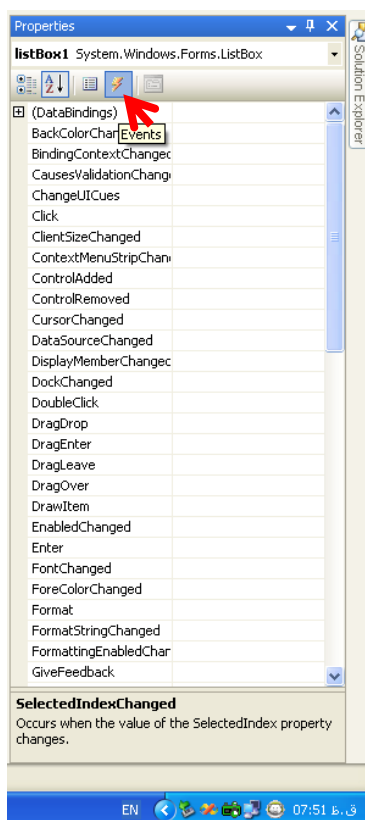 Properties
listBox1 System.Windows.Forms.ListBox
Solution Explorer
(DataBindings)
BackColorChan
Events
BindingContextChanged
CausesValidationChang
ChangeUICues
Click
ClientSizeChanged
ContextMenuStripChan
ControlAdded
ControlRemoved
CursorChanged
DataSourceChanged
DisplayMemberChanged
DockChanged
DoubleClick
DragDrop
DragEnter
DragLeave
DragOver
DrawItem
EnabledChanged
Enter
FontChanged
ForeColorChanged
Format
FormatStringChanged
FormattingEnabledChar
GiveFeedback
SelectedIndexChanged
Occurs when the value of the SelectedIndex property
changes.
EN 07:51 ق.ظ